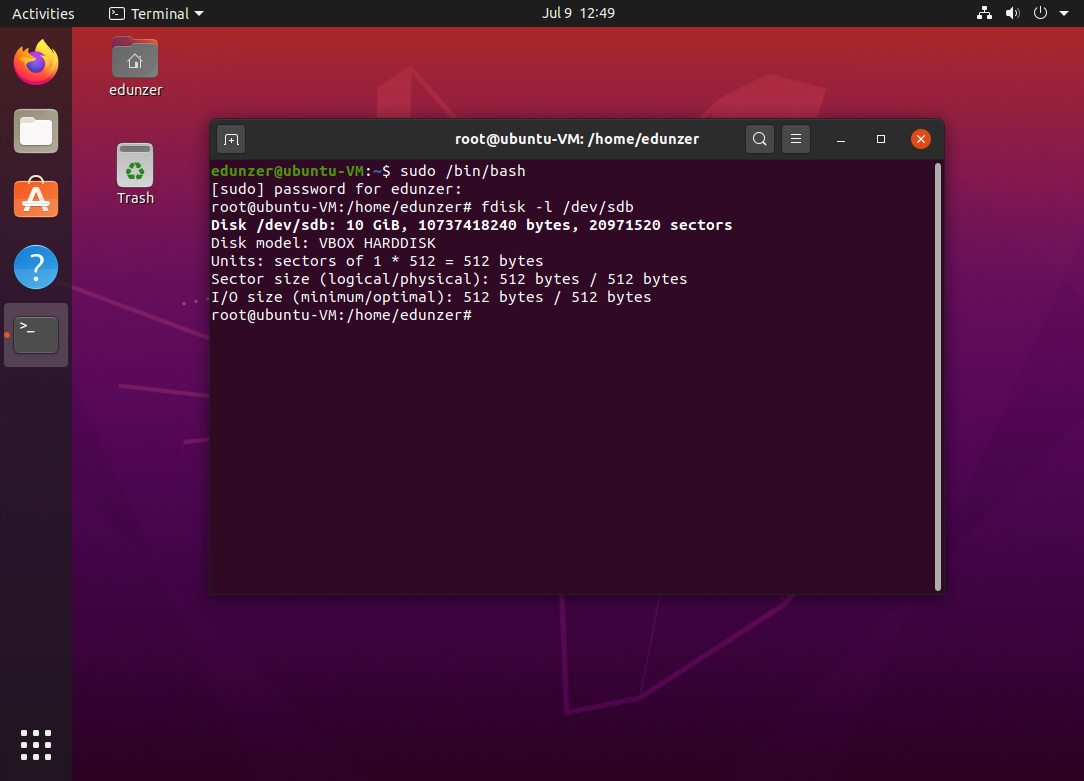 Activities
Terminal
Jul 9 12:49
edunzer
Trash
root@ubuntu-VM: /home/edunzer
edunzer@ubuntu-VM:~$ sudo /bin/bash
[sudo] password for edunzer:
root@ubuntu-VM:/home/edunzer# fdisk -l /dev/sdb
Disk /dev/sdb: 10 GiB, 10737418240 bytes, 20971520 sectors
Disk model: VBOX HARDDISK
Units: sectors of 1 * 512 = 512 bytes
Sector size (logical/physical): 512 bytes / 512 bytes
I/O size (minimum/optimal): 512 bytes / 512 bytes
root@ubuntu-VM:/home/edunzer#